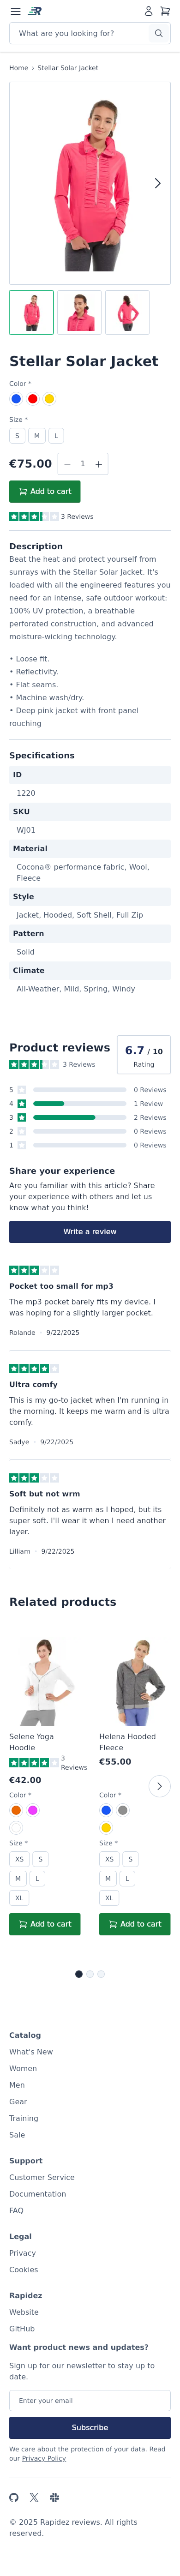 What are you looking for?
Home > Stellar Solar Jacket
Stellar Solar Jacket
Color *
Size *
S M L
€75.00 − 1 +
Add to cart
3 Reviews
Description
Beat the heat and protect yourself from
sunrays with the Stellar Solar Jacket. It's
loaded with all the engineered features you
need for an intense, safe outdoor workout:
100% UV protection, a breathable
perforated construction, and advanced
moisture-wicking technology.
• Loose fit.
• Reflectivity.
• Flat seams.
• Machine wash/dry.
• Deep pink jacket with front panel
rouching
Specifications
ID
1220
SKU
WJ01
Material
Cocona® performance fabric, Wool,
Fleece
Style
Jacket, Hooded, Soft Shell, Full Zip
Pattern
Solid
Climate
All-Weather, Mild, Spring, Windy
Product reviews
3 Reviews
6.7 / 10
Rating
5 0 Reviews
4 1 Review
3 2 Reviews
2 0 Reviews
1 0 Reviews
Share your experience
Are you familiar with this article? Share
your experience with others and let us
know what you think!
Write a review
Pocket too small for mp3
The mp3 pocket barely fits my device. I
was hoping for a slightly larger pocket.
Rolande · 9/22/2025
Ultra comfy
This is my go-to jacket when I'm running in
the morning. It keeps me warm and is ultra
comfy.
Sadye · 9/22/2025
Soft but not wrm
Definitely not as warm as I hoped, but its
super soft. I'll wear it when I need another
layer.
Lilliam · 9/22/2025
Related products
Selene Yoga
Hoodie
3
Reviews
€42.00
Color *
Size *
XS S
M L
XL
Add to cart
Helena Hooded
Fleece
€55.00
Color *
Size *
XS S
M L
XL
Add to cart
Catalog
What's New
Women
Men
Gear
Training
Sale
Support
Customer Service
Documentation
FAQ
Legal
Privacy
Cookies
Rapidez
Website
GitHub
Want product news and updates?
Sign up for our newsletter to stay up to
date.
Enter your email
Subscribe
We care about the protection of your data. Read
our Privacy Policy
© 2025 Rapidez reviews. All rights
reserved.